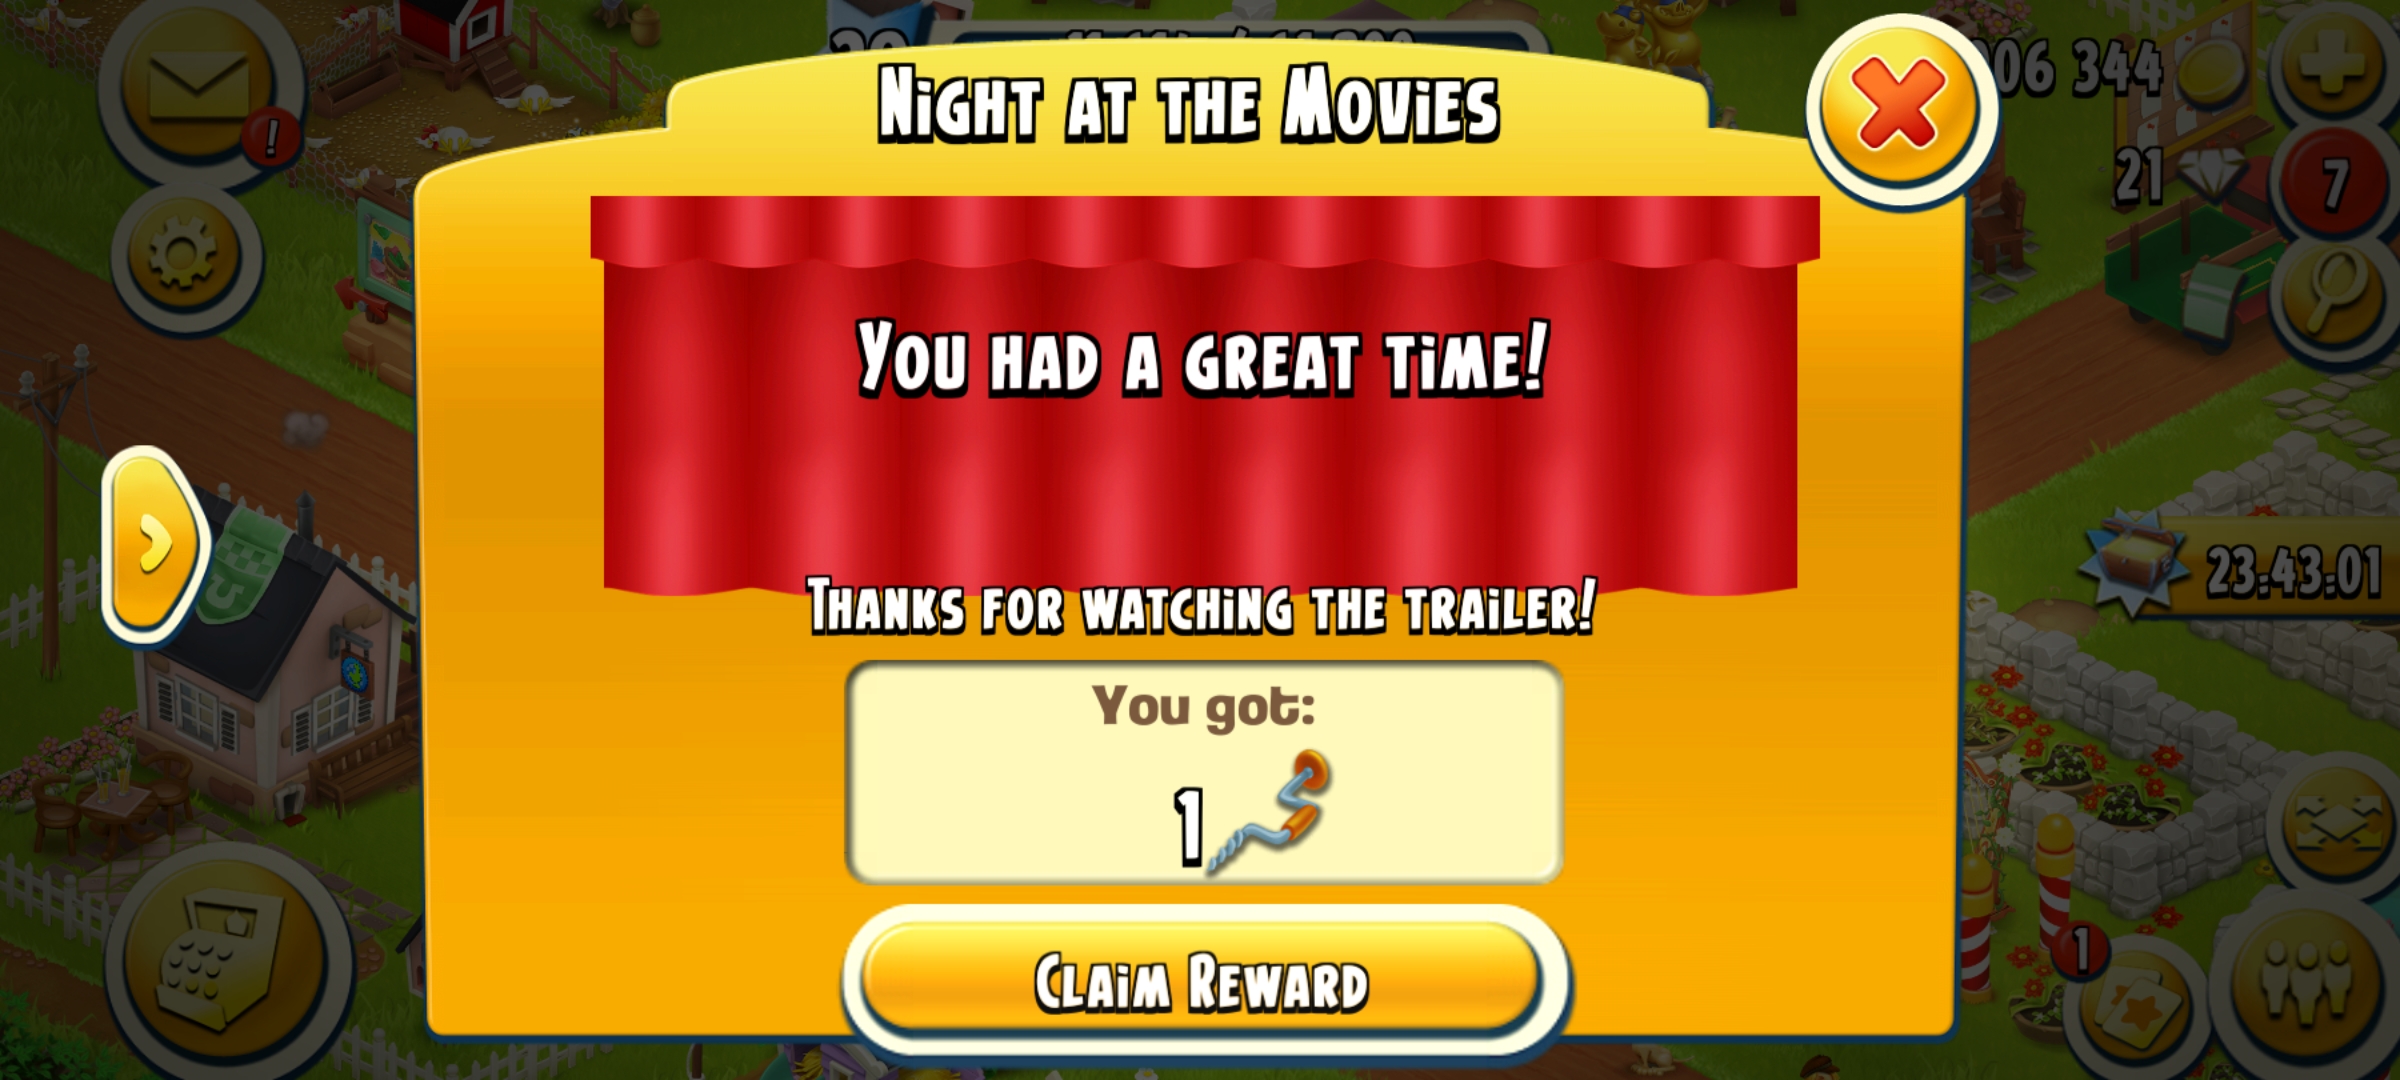 Night at the Movies
344
21
7
You had a great time!
23:43:01
Thanks for watching the trailer!
You got:
1
Claim Reward
1